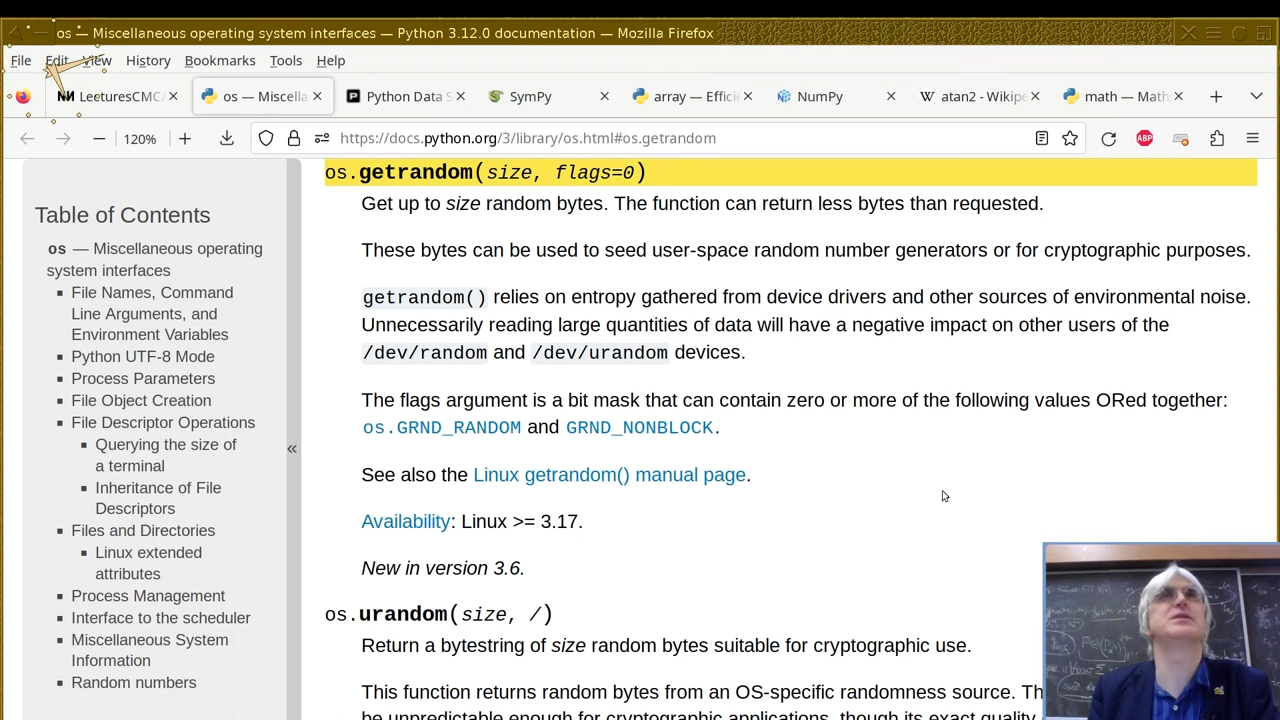 os — Miscellaneous operating system interfaces — Python 3.12.0 documentation — Mozilla Firefox
File Edit View History Bookmarks Tools Help
LecturesCMC/ os — Miscella Python Data S SymPy array — Efficie NumPy atan2 - Wikipe math — Math
120% https://docs.python.org/3/library/os.html#os.getrandom ABP
os.getrandom(size, flags=0)
Get up to size random bytes. The function can return less bytes than requested.
These bytes can be used to seed user-space random number generators or for cryptographic purposes.
getrandom() relies on entropy gathered from device drivers and other sources of environmental noise.
Unnecessarily reading large quantities of data will have a negative impact on other users of the
/dev/random and /dev/urandom devices.
The flags argument is a bit mask that can contain zero or more of the following values ORed together:
os.GRND_RANDOM and GRND_NONBLOCK.
See also the Linux getrandom() manual page.
Availability: Linux >= 3.17.
New in version 3.6.
os.urandom(size, /)
Return a bytestring of size random bytes suitable for cryptographic use.
This function returns random bytes from an OS-specific randomness source. Th
be unpredictable enough for cryptographic applications, though its exact quality
Table of Contents
os — Miscellaneous operating
system interfaces
File Names, Command
Line Arguments, and
Environment Variables
Python UTF-8 Mode
Process Parameters
File Object Creation
File Descriptor Operations
Querying the size of
a terminal
Inheritance of File
Descriptors
Files and Directories
Linux extended
attributes
Process Management
Interface to the scheduler
Miscellaneous System
Information
Random numbers
«